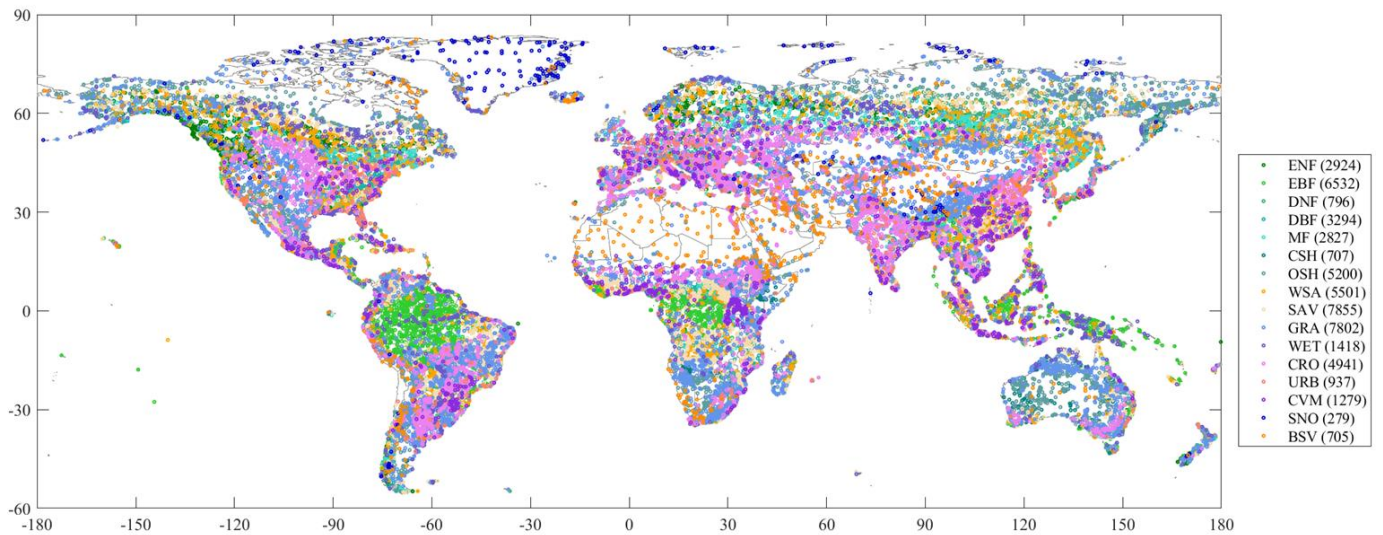 90
60
30
0
-30
-60
-180
-150
-120
-90
-60
-30
0
30
60
90
120
150
180
ENF (2924)
EBF (6532)
DNF (796)
DBF (3294)
MF (2827)
CSH (707)
OSH (5200)
WSA (5501)
SAV (7855)
GRA (7802)
WET (1418)
CRO (4941)
URB (937)
CVM (1279)
SNO (279)
BSV (705)